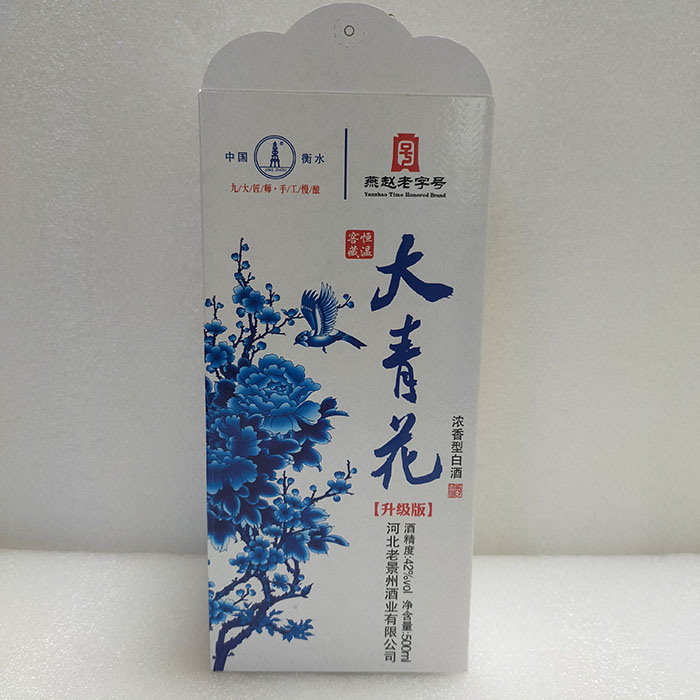 中国 衡水
JING ZHOU
九/大/匠/师·手/工/慢/酿
燕赵老字号
Yanzhao Time Honored Brand
恒温
窖藏
大青花
【升级版】
浓香型白酒
酒精度:42%vol 净含量:500ml
河北老景州酒业有限公司